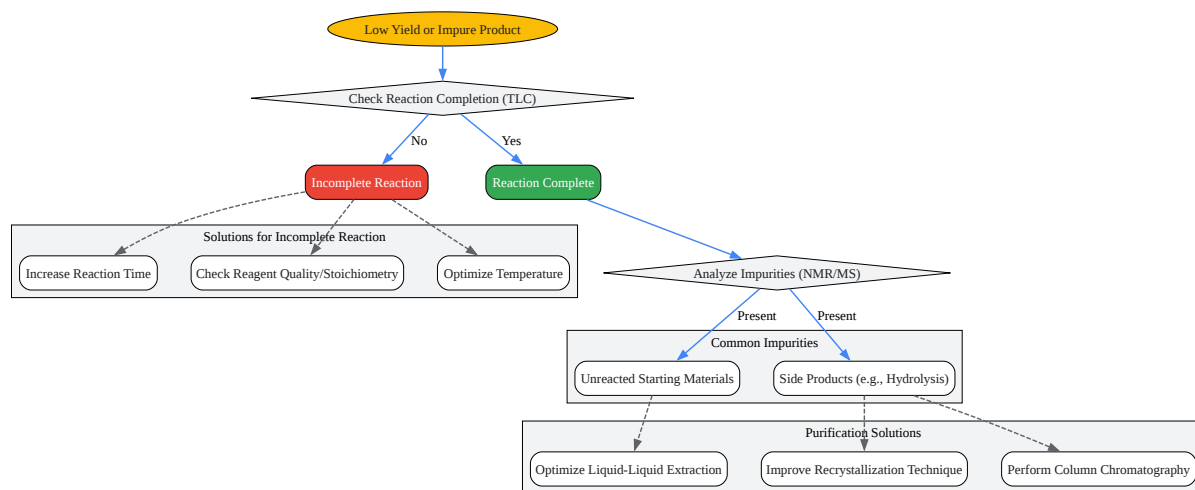 Low Yield or Impure Product
Check Reaction Completion (TLC)
No
Yes
Incomplete Reaction
Reaction Complete
Solutions for Incomplete Reaction
Increase Reaction Time
Check Reagent Quality/Stoichiometry
Optimize Temperature
Analyze Impurities (NMR/MS)
Present
Present
Common Impurities
Unreacted Starting Materials
Side Products (e.g., Hydrolysis)
Purification Solutions
Optimize Liquid-Liquid Extraction
Improve Recrystallization Technique
Perform Column Chromatography